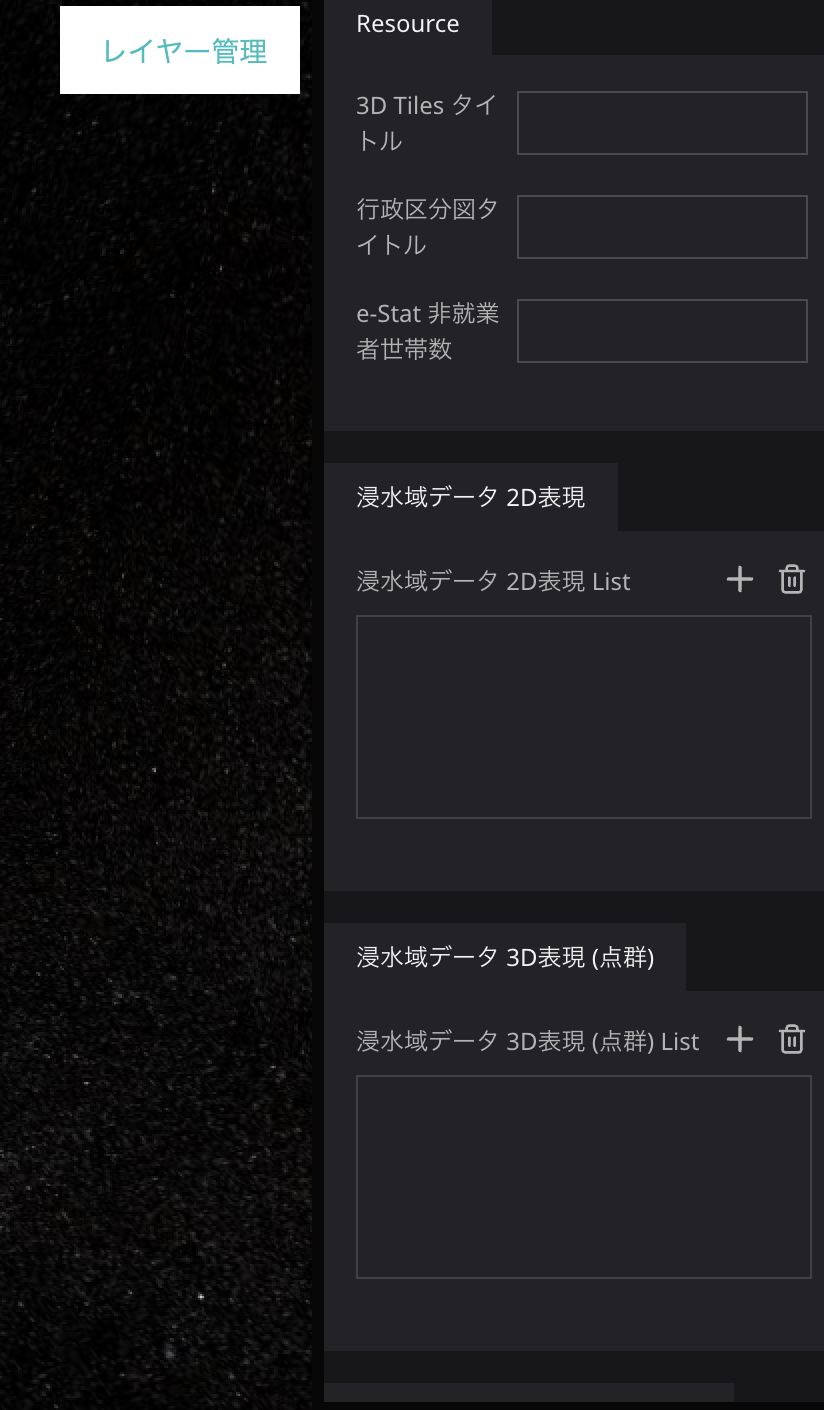 レイヤー管理
Resource
3D Tiles タイ
トル
行政区分図タ
イトル
e-Stat 非就業
者世帯数
浸水域データ 2D表現
浸水域データ 2D表現 List
浸水域データ 3D表現 (点群)
浸水域データ 3D表現 (点群) List